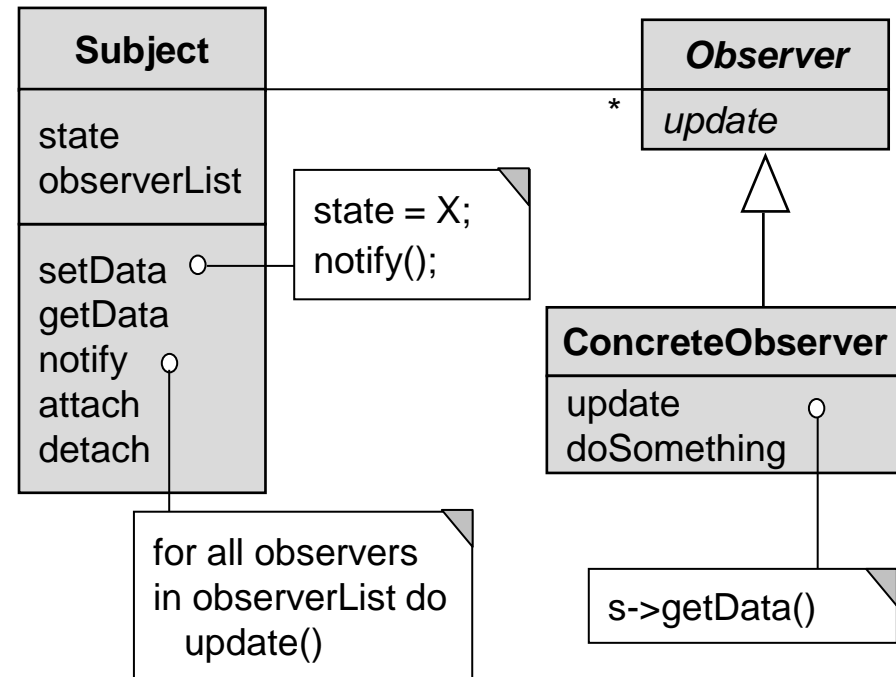 Subject
state
observerList
setData
getData
notify
attach
detach
state = X;
notify();
for all observers
in observerList do
update()
*
Observer
update
ConcreteObserver
update
doSomething
s->getData()